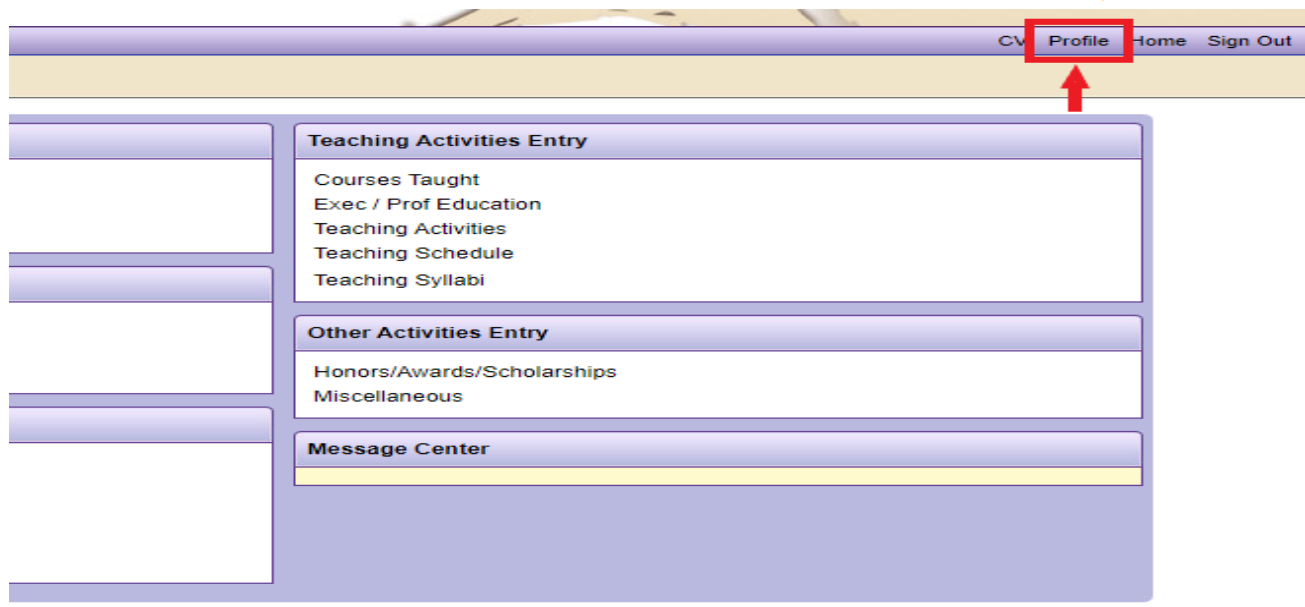 CV Profile Home Sign Out
Teaching Activities Entry
Courses Taught
Exec / Prof Education
Teaching Activities
Teaching Schedule
Teaching Syllabi
Other Activities Entry
Honors/Awards/Scholarships
Miscellaneous
Message Center